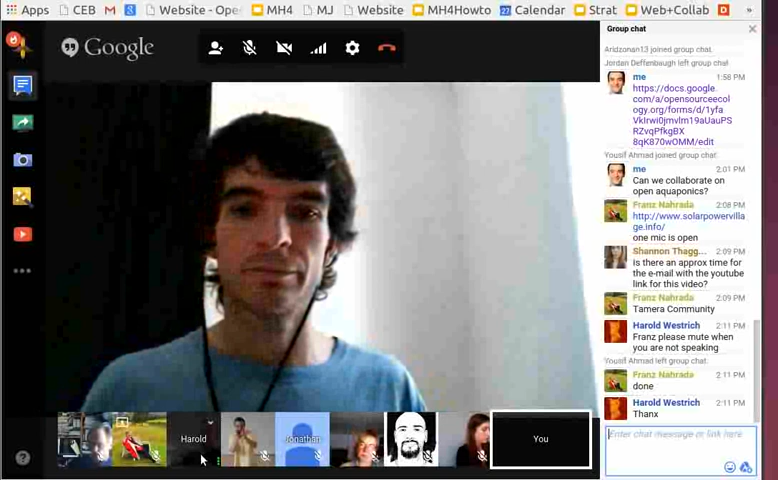 Apps CEB Website - Ope MH4 MJ Website MH4Howto Calendar Strat Web+Collab »
Google
Group chat
Aridzonan13 joined group chat.
Jordan Deffenbaugh left group chat.
me 1:58 PM
https://docs.google.
com/a/opensourceecol
ogy.org/forms/d/1yfa
RZvqPfkgBX
8qK870wOMM/edit
Yousif Ahmad joined group chat.
me 2:01 PM
Can we collaborate on
open aquaponics?
Franz Nahrada 2:08 PM
http://www.solarpowervilla
ge.info/
one mic is open
Shannon Thagg... 2:09 PM
Is there an approx time for
the e-mail with the youtube
link for this video?
Franz Nahrada 2:09 PM
Tamera Community
Harold Westrich 2:11 PM
Franz please mute when
you are not speaking
Yousif Ahmad left group chat.
Franz Nahrada 2:11 PM
done
Harold Westrich 2:11 PM
Thanx
Enter chat message or link here
Harold
Jonathan
You